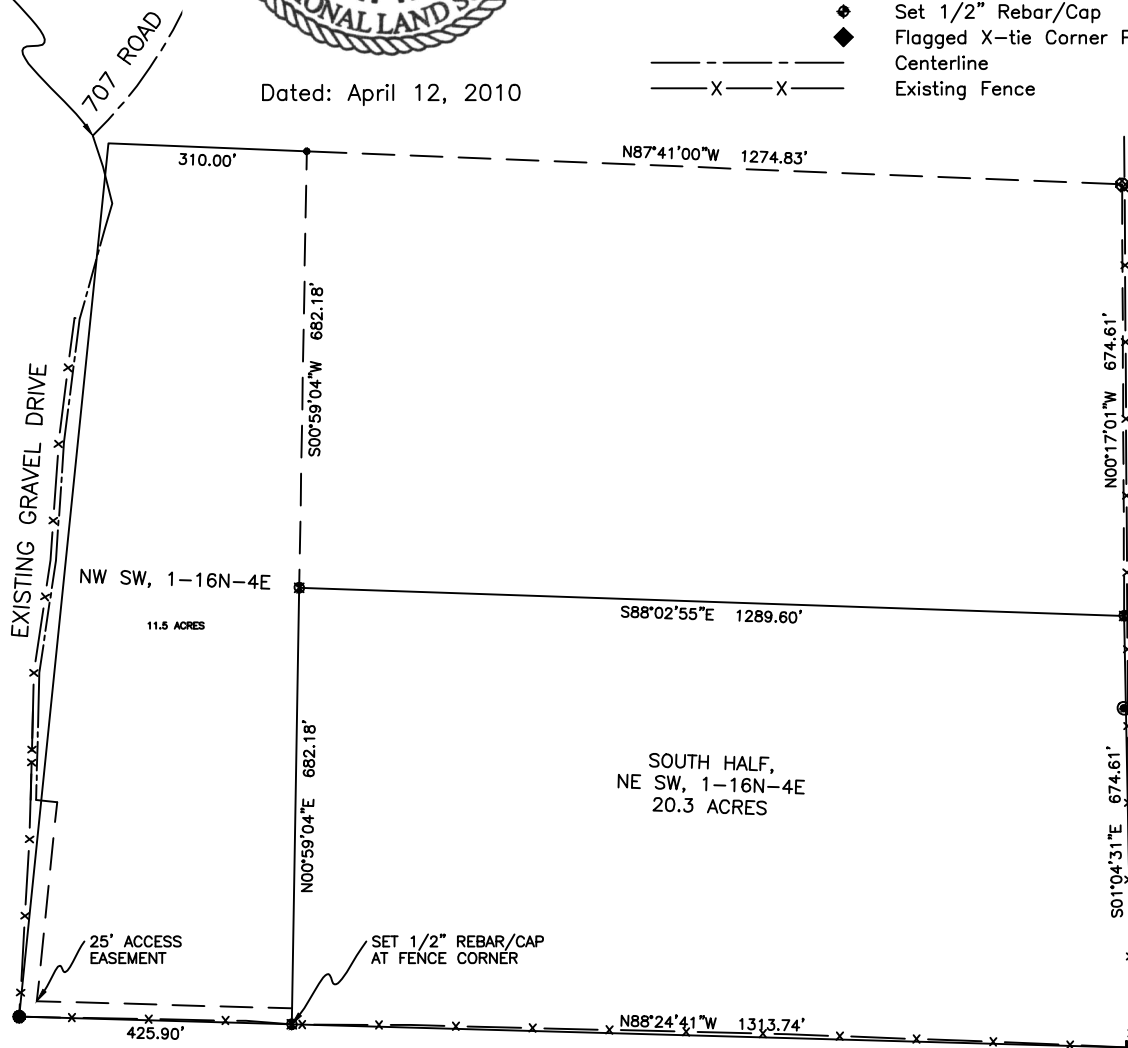 ONAL LAND S
Set 1/2" Rebar/Cap
Flagged X-tie Corner
Centerline
Existing Fence
707 ROAD
Dated: April 12, 2010
310.00'
N87°41'00"W 1274.83'
S00°59'04"W 682.18'
N00°17'01"W 674.61'
EXISTING GRAVEL DRIVE
NW SW, 1-16N-4E
11.5 ACRES
S88°02'55"E 1289.60'
N00°59'04"E 682.18'
SOUTH HALF,
NE SW, 1-16N-4E
20.3 ACRES
S01°04'31"E 674.61'
25' ACCESS
EASEMENT
SET 1/2" REBAR/CAP
AT FENCE CORNER
425.90'
N88°24'41"W 1313.74'